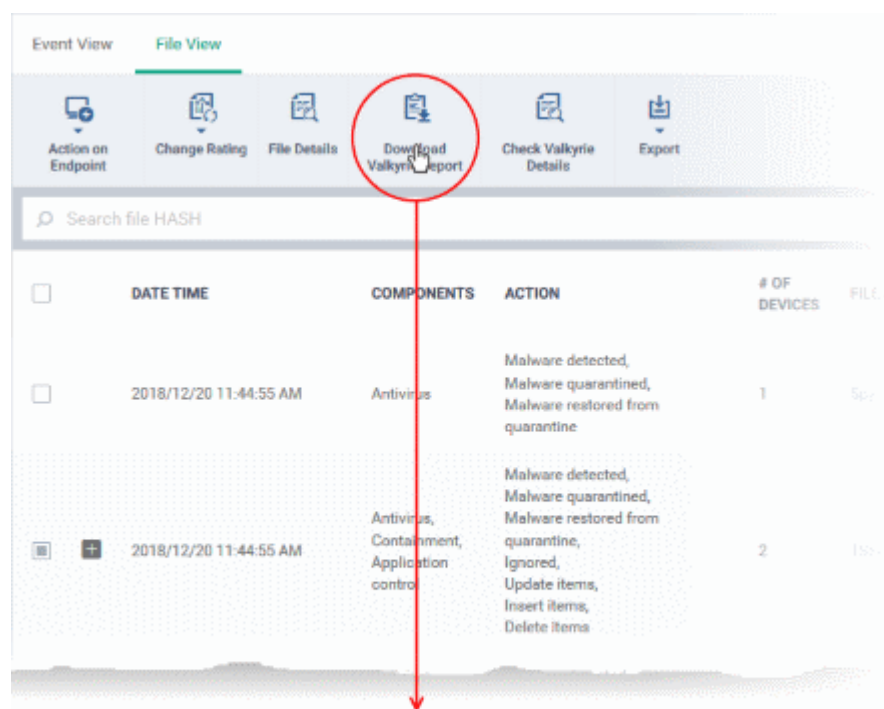 Event View File View
Action on Change Rating File Details Download Check Valkyrie Export
Endpoint Valkyrie Report Details
Search file HASH
DATE TIME COMPONENTS ACTION # OF DEVICES FILE
2018/12/20 11:44:55 AM Antivirus 1
Malware detected,
Malware quarantined,
Malware restored from
quarantine
2018/12/20 11:44:55 AM 2
Antivirus,
Containment,
Application
control
Malware detected,
Malware quarantined,
Malware restored from
quarantine,
Ignored,
Update items,
Insert items,
Delete items